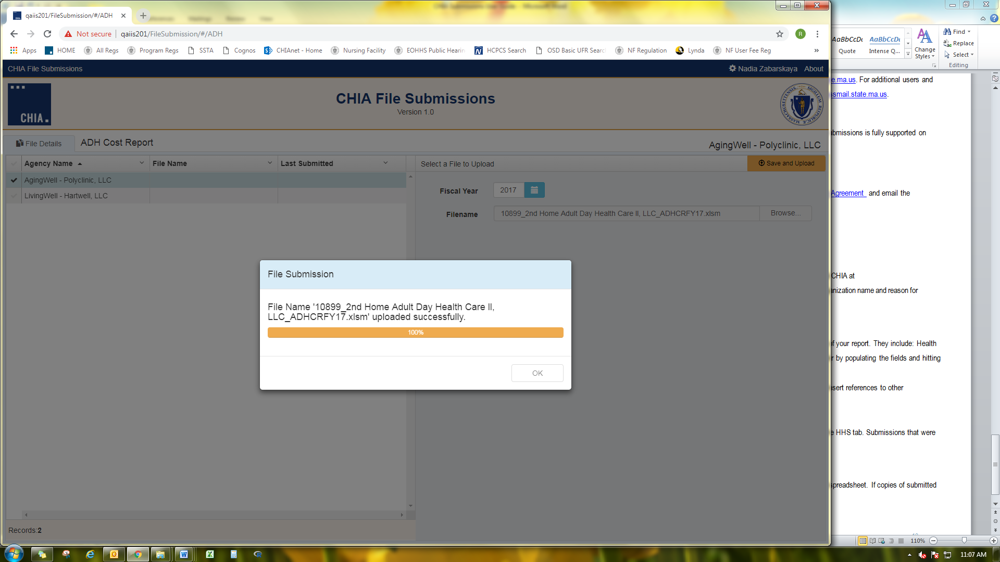 qaiis201/FileSubmission/#/ADH
Not secure | qaiis201/FileSubmission/#/ADH
R
Apps HOME All Regs Program Regs SSTA Cognos CHIAnet - Home Nursing Facility EOHHS Public Hearin HCPCS Search OSD Basic UFR Searc NF Regulation Lynda NF User Fee Reg »
CHIA File Submissions
Nadia Zabarskaya About
CHIA.
CHIA File Submissions
Version 1.0
File Details
ADH Cost Report
AgingWell - Polyclinic, LLC
Agency Name File Name Last Submitted
AgingWell - Polyclinic, LLC
LivingWell - Hartwell, LLC
Select a File to Upload
Save and Upload
Fiscal Year 2017
Filename 10899_2nd Home Adult Day Health Care II, LLC_ADHCRFY17.xlsm Browse...
File Submission
File Name '10899_2nd Home Adult Day Health Care II,
LLC_ADHCRFY17.xlsm' uploaded successfully.
100%
OK
Records:2
AaBbCcDc AaBbCcDc
Quote Intense Q...
Change
Styles
Find
Replace
Select
Editing
e.ma.us. For additional users and
ssmail.state.ma.us.
bmissions is fully supported on
Agreement and email the
CHIA at
anization name and reason for
of your report. They include: Health
r by populating the fields and hitting
sert references to other
e HHS tab. Submissions that were
spreadsheet. If copies of submitted
110%
11:07 AM